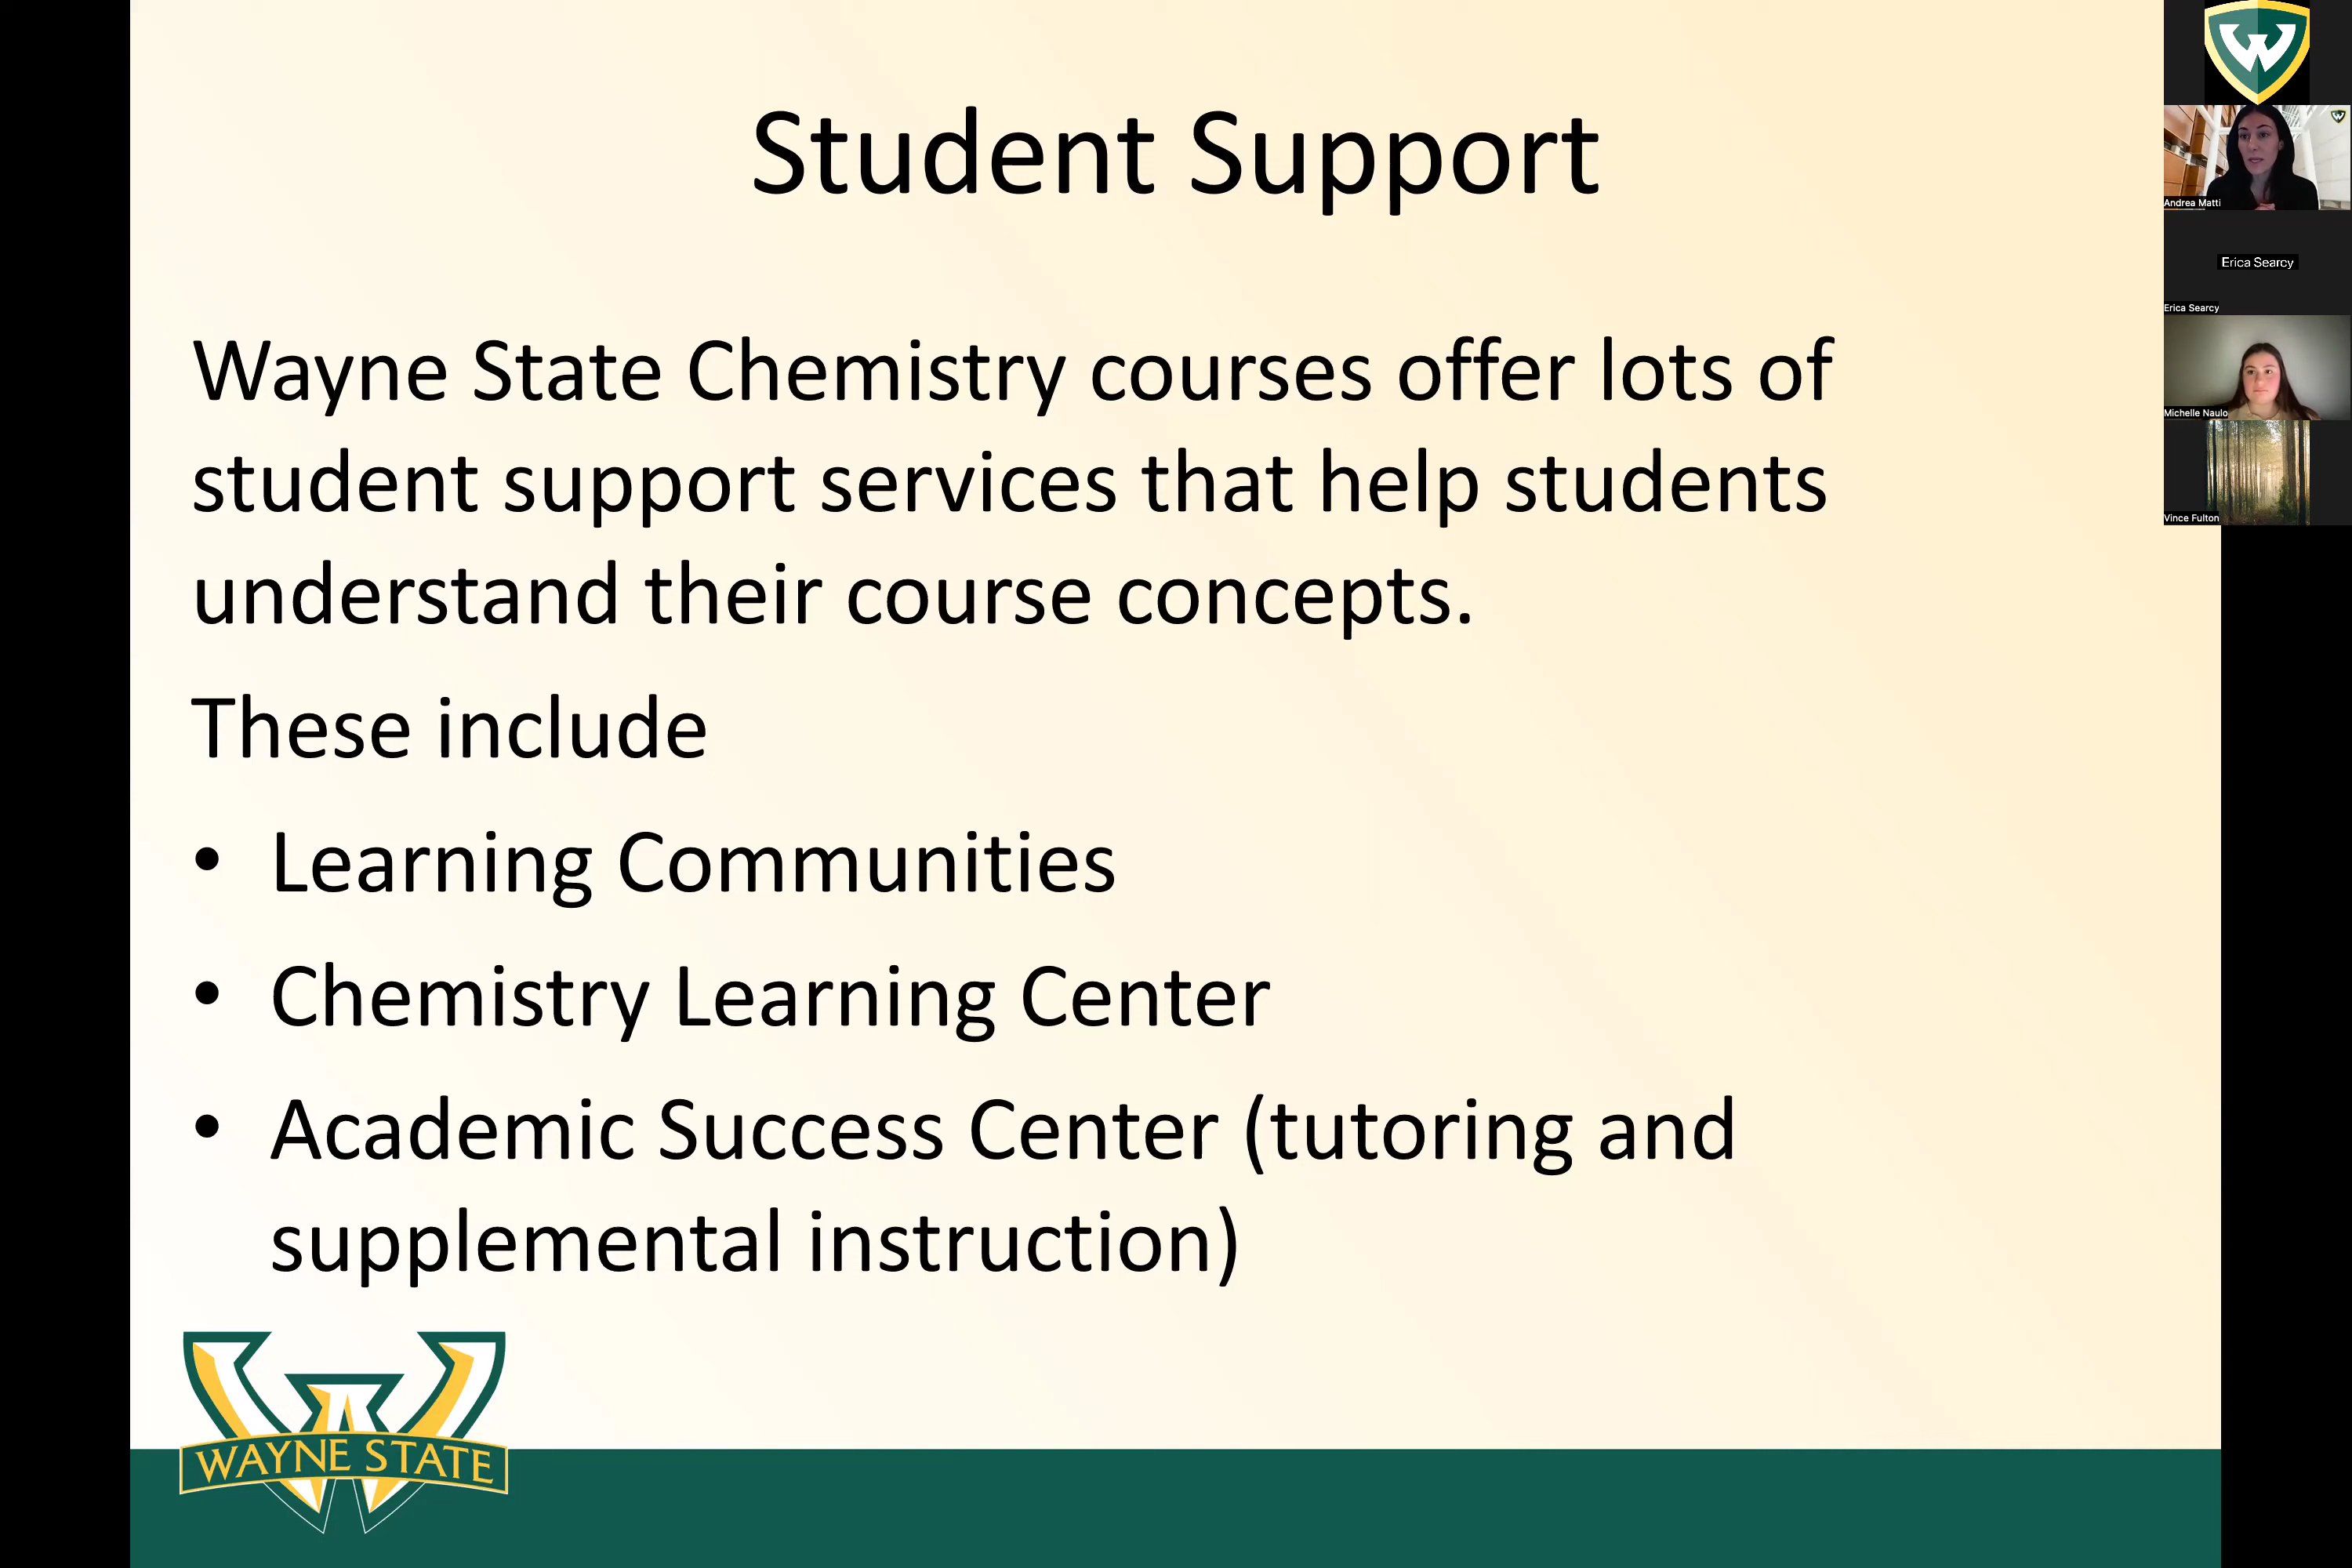 Student Support
Wayne State Chemistry courses offer lots of
student support services that help students
understand their course concepts.
These include
• Learning Communities
• Chemistry Learning Center
• Academic Success Center (tutoring and
supplemental instruction)
WAYNE STATE
W
Andrea Matti
Erica Searcy
Erica Searcy
Michelle Naulo
Vince Fulton